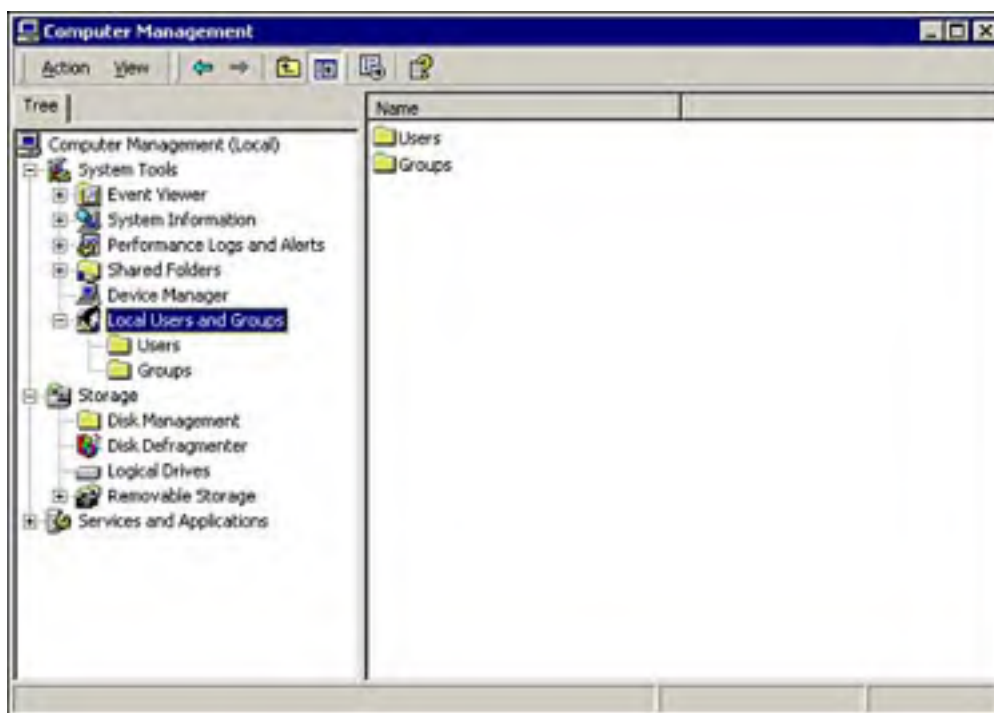 Computer Management
Action View
Tree
Computer Management (Local)
System Tools
Event Viewer
System Information
Performance Logs and Alerts
Shared Folders
Device Manager
Local Users and Groups
Users
Groups
Storage
Disk Management
Disk Defragmenter
Logical Drives
Removable Storage
Services and Applications
Name
Users
Groups